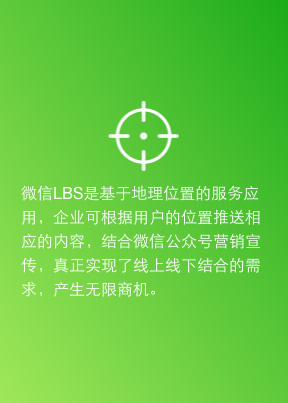 微信LBS是基于地理位置的服务应
用，企业可根据用户的位置推送相
应的内容，结合微信公众号营销宣
传，真正实现了线上线下结合的需
求，产生无限商机。